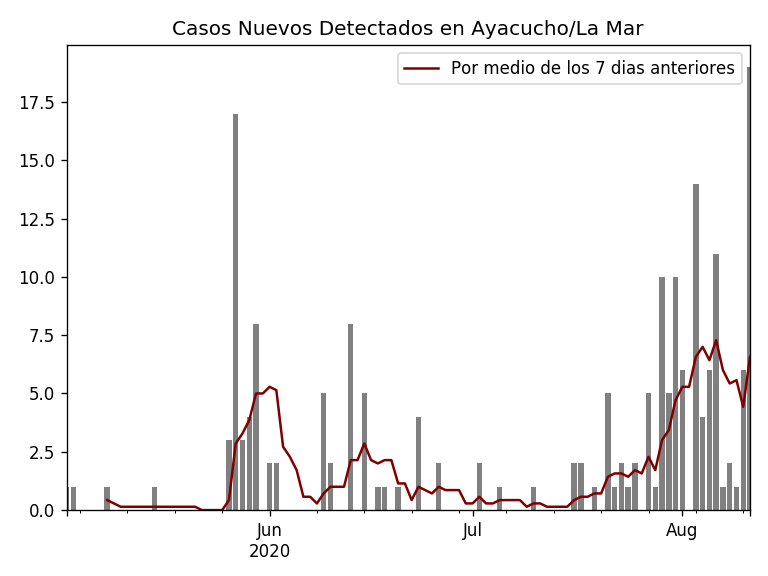 Casos Nuevos Detectados en Ayacucho/La Mar
Por medio de los 7 dias anteriores
17.5
15.0
12.5
10.0
7.5
5.0
2.5
0.0
Jun
2020
Jul
Aug